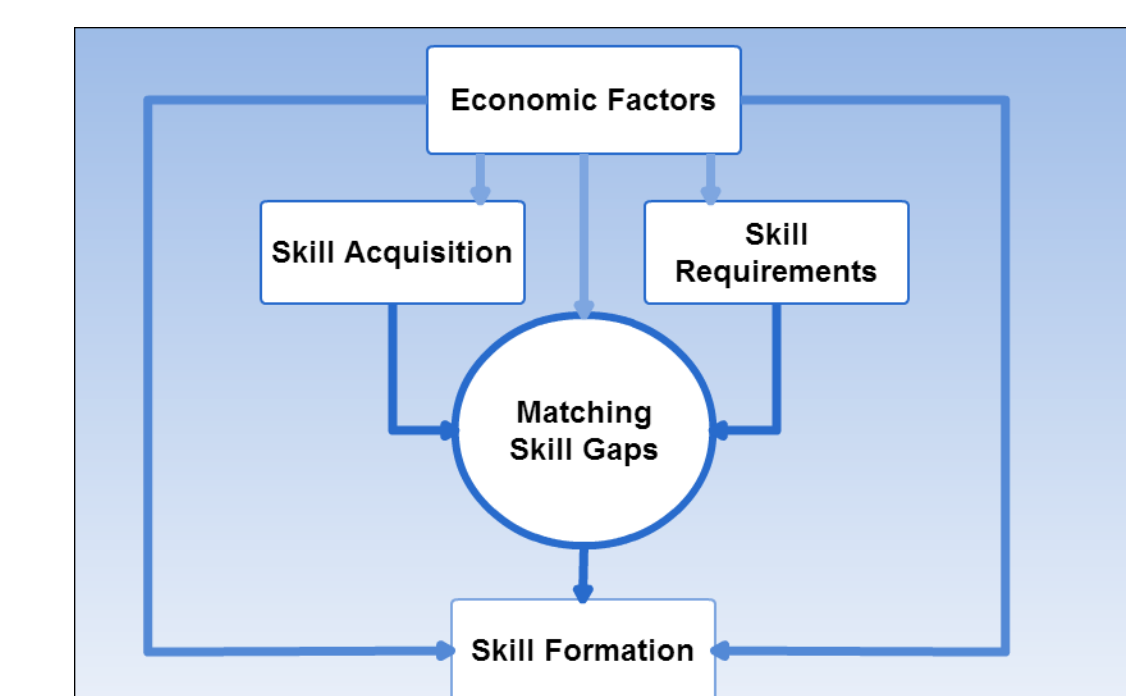 Economic Factors
Skill Acquisition
Skill
Requirements
Matching
Skill Gaps
Skill Formation